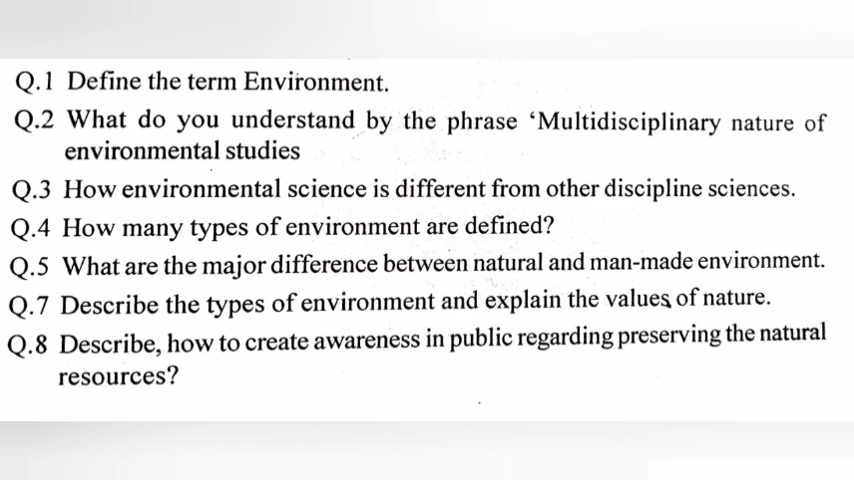 Q.1 Define the term Environment.
Q.2 What do you understand by the phrase ‘Multidisciplinary nature of
environmental studies
Q.3 How environmental science is different from other discipline sciences.
Q.4 How many types of environment are defined?
Q.5 What are the major difference between natural and man-made environment.
Q.7 Describe the types of environment and explain the values of nature.
Q.8 Describe, how to create awareness in public regarding preserving the natural
resources?